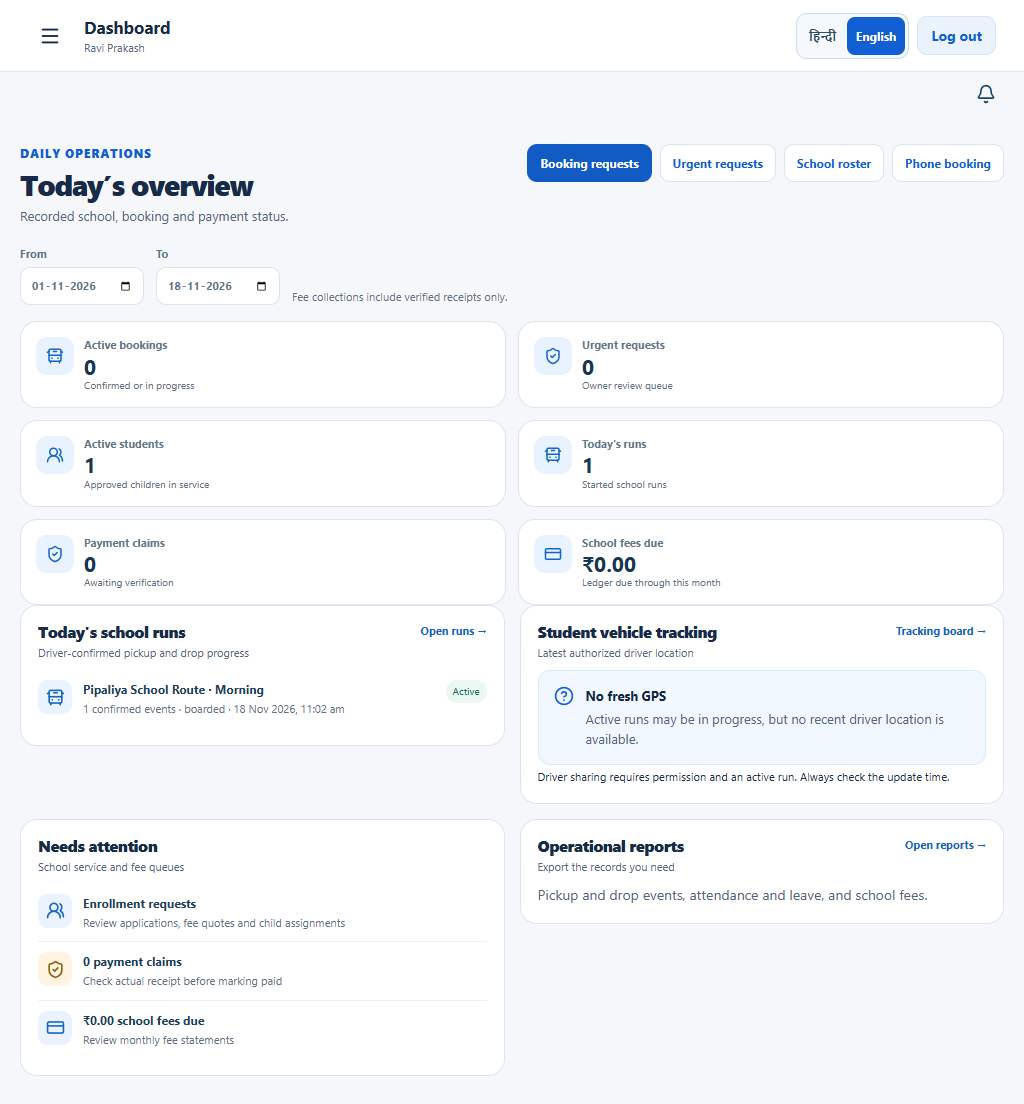 Dashboard
Ravi Prakash
हिन्दी
English
Log out
DAILY OPERATIONS
Today´s overview
Recorded school, booking and payment status.
Booking requests
Urgent requests
School roster
Phone booking
From
To
01-11-2026
18-11-2026
Fee collections include verified receipts only.
Active bookings
0
Confirmed or in progress
Urgent requests
0
Owner review queue
Active students
1
Approved children in service
Today's runs
1
Started school runs
Payment claims
0
Awaiting verification
School fees due
₹0.00
Ledger due through this month
Today's school runs
Open runs →
Driver-confirmed pickup and drop progress
Pipaliya School Route · Morning
Active
1 confirmed events · boarded · 18 Nov 2026, 11:02 am
Student vehicle tracking
Tracking board →
Latest authorized driver location
No fresh GPS
Active runs may be in progress, but no recent driver location is
available.
Driver sharing requires permission and an active run. Always check the update time.
Needs attention
School service and fee queues
Enrollment requests
Review applications, fee quotes and child assignments
0 payment claims
Check actual receipt before marking paid
₹0.00 school fees due
Review monthly fee statements
Operational reports
Open reports →
Export the records you need
Pickup and drop events, attendance and leave, and school fees.